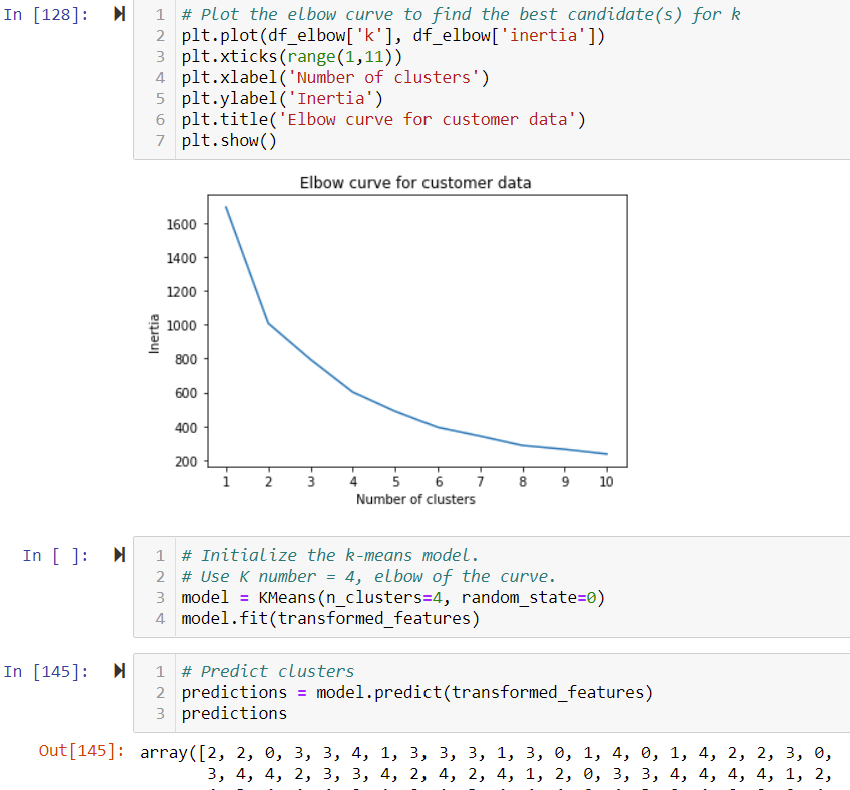 In [128]:
1 # Plot the elbow curve to find the best candidate(s) for k
2 plt.plot(df_elbow['k'], df_elbow['inertia'])
3 plt.xticks(range(1,11))
4 plt.xlabel('Number of clusters')
5 plt.ylabel('Inertia')
6 plt.title('Elbow curve for customer data')
7 plt.show()
Elbow curve for customer data
1600
1400
1200
1000
800
600
400
200
Inertia
1 2 3 4 5 6 7 8 9 10
Number of clusters
In [ ]:
1 # Initialize the k-means model.
2 # Use K number = 4, elbow of the curve.
3 model = KMeans(n_clusters=4, random_state=0)
4 model.fit(transformed_features)
In [145]:
1 # Predict clusters
2 predictions = model.predict(transformed_features)
3 predictions
Out[145]: array([2, 2, 0, 3, 3, 4, 1, 3, 3, 3, 1, 3, 0, 1, 4, 0, 1, 4, 2, 2, 3, 0,
3, 4, 4, 2, 3, 3, 4, 2, 4, 2, 4, 1, 2, 0, 3, 3, 4, 4, 4, 4, 1, 2,